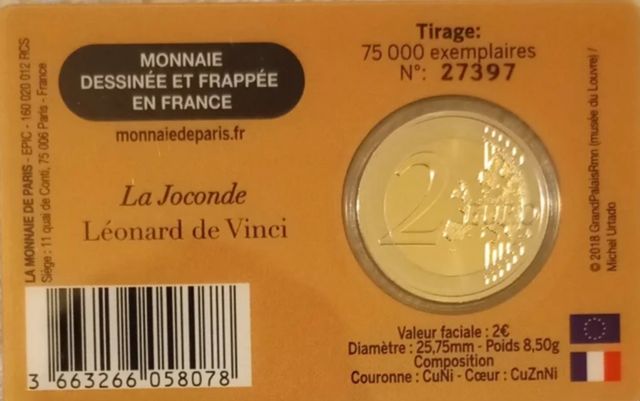 LA MONNAIE DE PARIS - EPIC - 160 020 012 RCS
Siège : 11 quai de Conti, 75 006 Paris - France
MONNAIE
DESSINÉE ET FRAPPÉE
EN FRANCE
monnaiedeparis.fr
La Joconde
Léonard de Vinci
3 663266 058078
Tirage:
75 000 exemplaires
N°: 27397
2 EURO
© 2018 GrandPalaisRmn (musée du Louvre) /
Michel Urtado
Valeur faciale : 2€
Diamètre : 25,75mm - Poids 8,50g
Composition
Couronne : CuNi - Cœur : CuZnNi